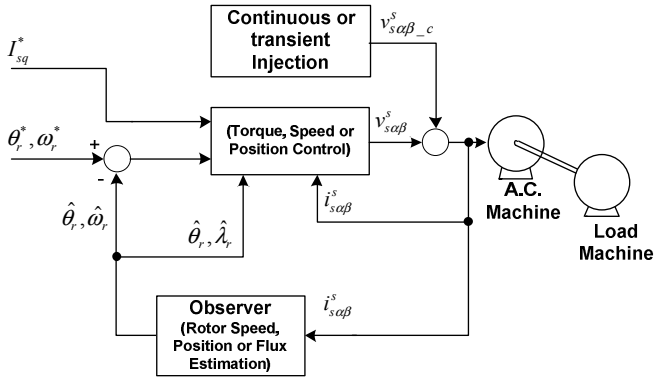 Continuous or
transient
Injection
v^s_{sαβ_c}
I^*_{sq}
(Torque, Speed or
Position Control)
v^s_{sαβ}
θ^*_r, ω^*_r
+
-
A.C.
Machine
Load
Machine
i^s_{sαβ}
θ̂_r, ω̂_r
θ̂_r, λ̂_r
Observer
(Rotor Speed,
Position or Flux
Estimation)
i^s_{sαβ}